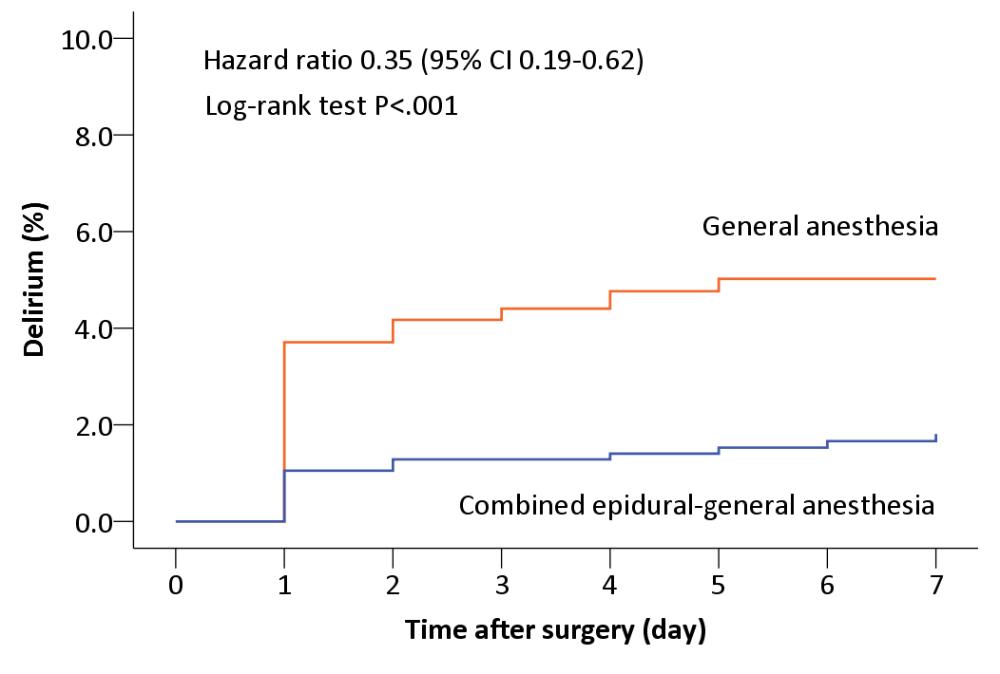 10.0
Hazard ratio 0.35 (95% CI 0.19-0.62)
Log-rank test P<.001
8.0
6.0
General anesthesia
Delirium (%)
4.0
2.0
Combined epidural-general anesthesia
0.0
0 1 2 3 4 5 6 7
Time after surgery (day)